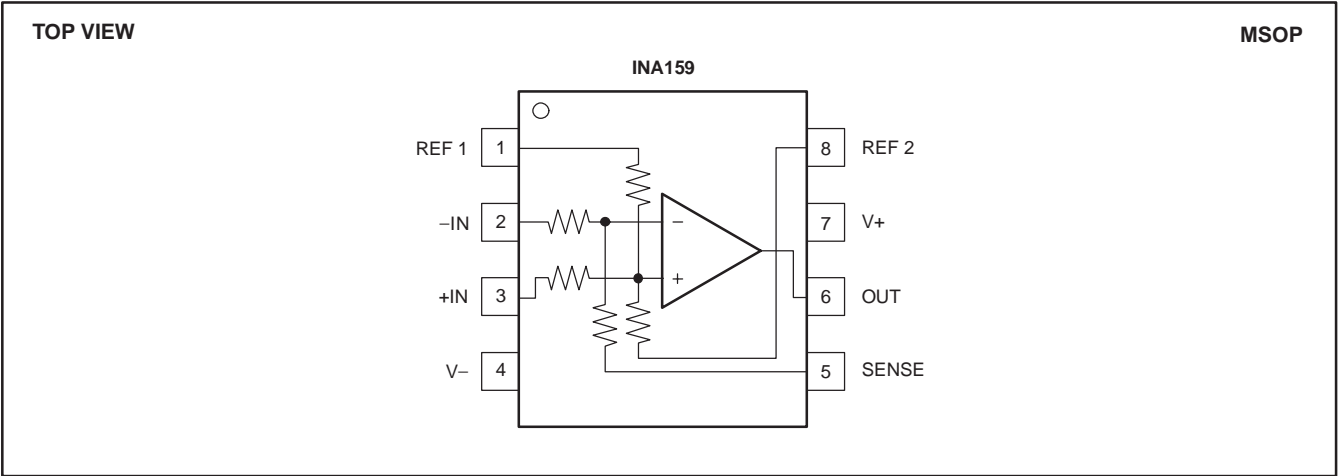 TOP VIEW
MSOP
INA159
REF 1
1
8
REF 2
−IN
2
−
7
V+
+IN
3
+
6
OUT
V−
4
5
SENSE